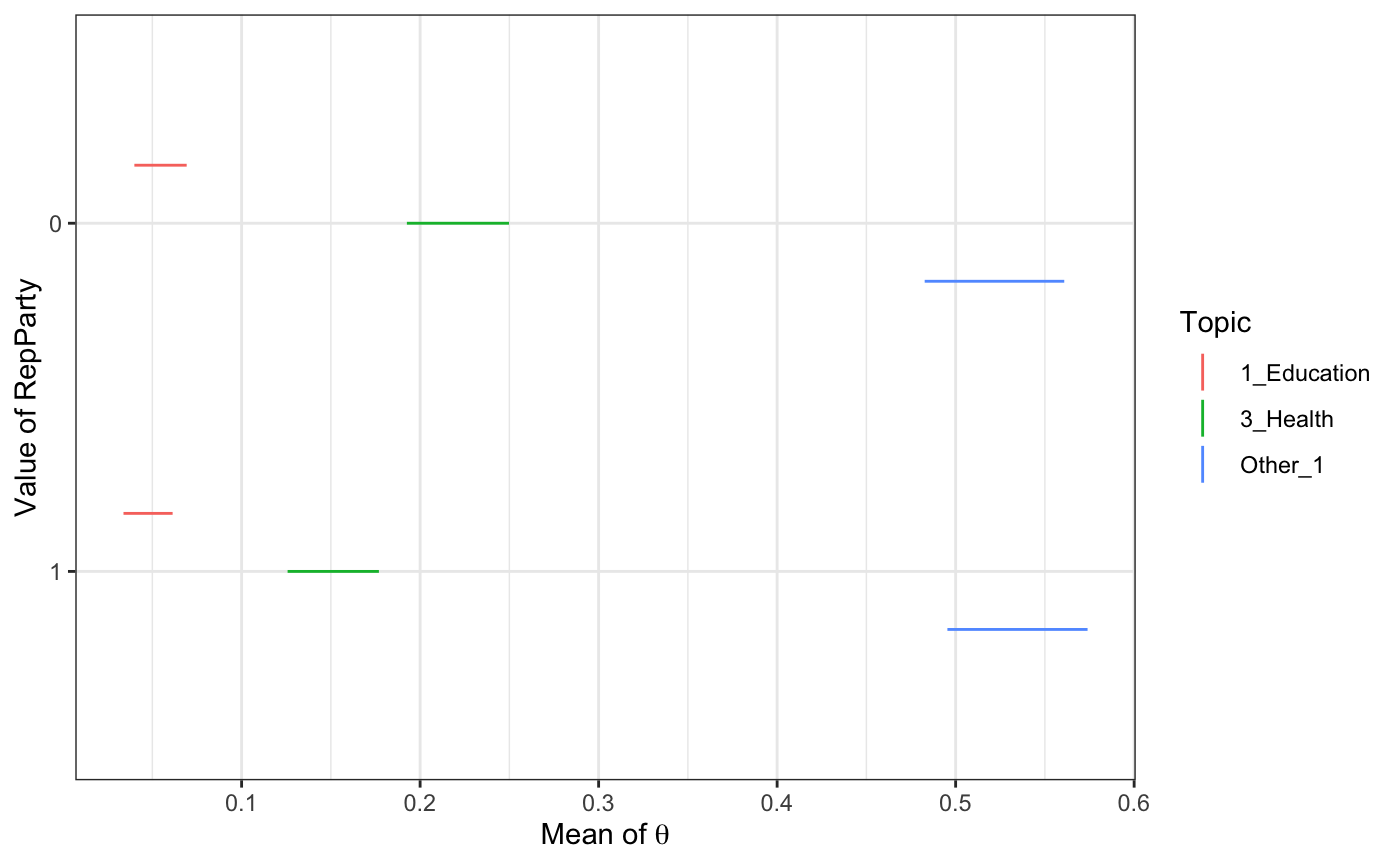 Value of RepParty
0
1
0.1 0.2 0.3 0.4 0.5 0.6
Mean of θ
Topic
1_Education
3_Health
Other_1